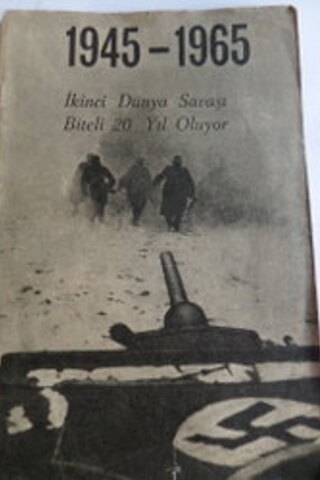 1945 – 1965
İkinci Dünya Savaşı
Biteli 20 Yıl Oluyor